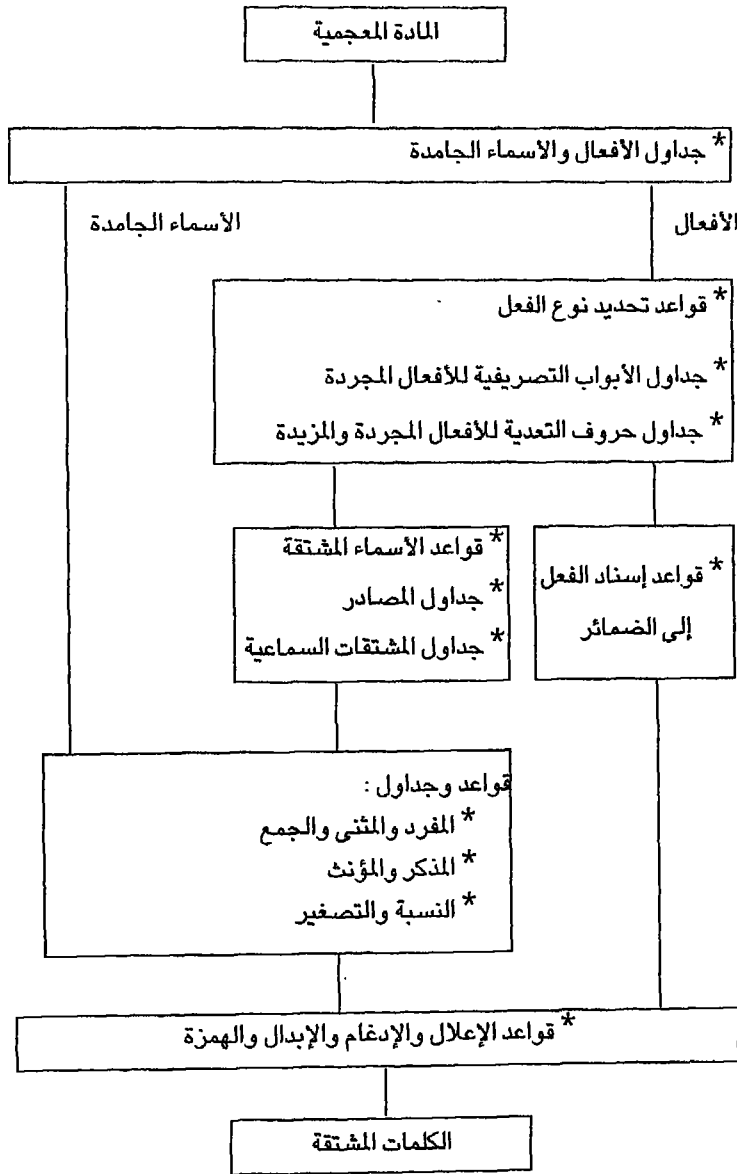 المادة المعجمية
* جداول الأفعال والأسماء الجامدة
الأفعال
الأسماء الجامدة
* قواعد تحديد نوع الفعل
* جداول الأبواب التصريفية للأفعال المجردة
* جداول حروف التعدية للأفعال المجردة والمزيدة
* قواعد إسناد الفعل
إلى الضمائر
* قواعد الأسماء المشتقة
* جداول المصادر
* جداول المشتقات السماعية
قواعد وجداول :
* المفرد والمثنى والجمع
* المذكر والمؤنث
* النسبة والتصغير
* قواعد الإعلال والإدغام والإبدال والهمزة
الكلمات المشتقة